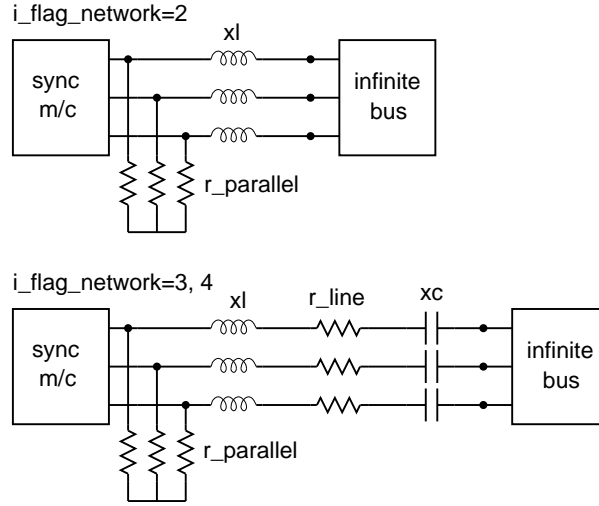 i_flag_network=2
xl
sync
m/c
infinite
bus
r_parallel
i_flag_network=3, 4
xl
r_line
xc
sync
m/c
infinite
bus
r_parallel